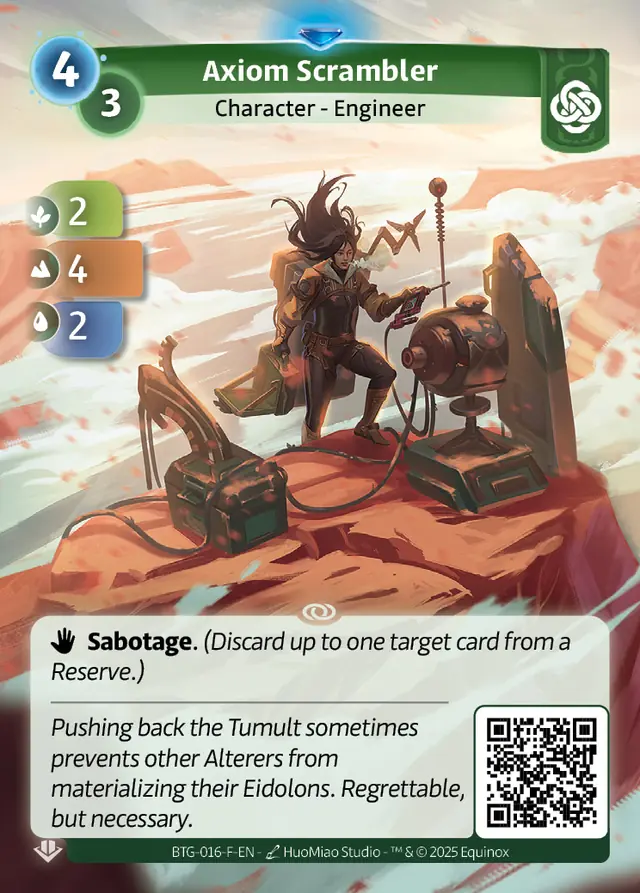 4
Axiom Scrambler
3
Character - Engineer
2
4
2
Sabotage. (Discard up to one target card from a
Reserve.)
Pushing back the Tumult sometimes
prevents other Alterers from
materializing their Eidolons. Regrettable,
but necessary.
BTG-016-F-EN - HuoMiao Studio - ™ & © 2025 Equinox